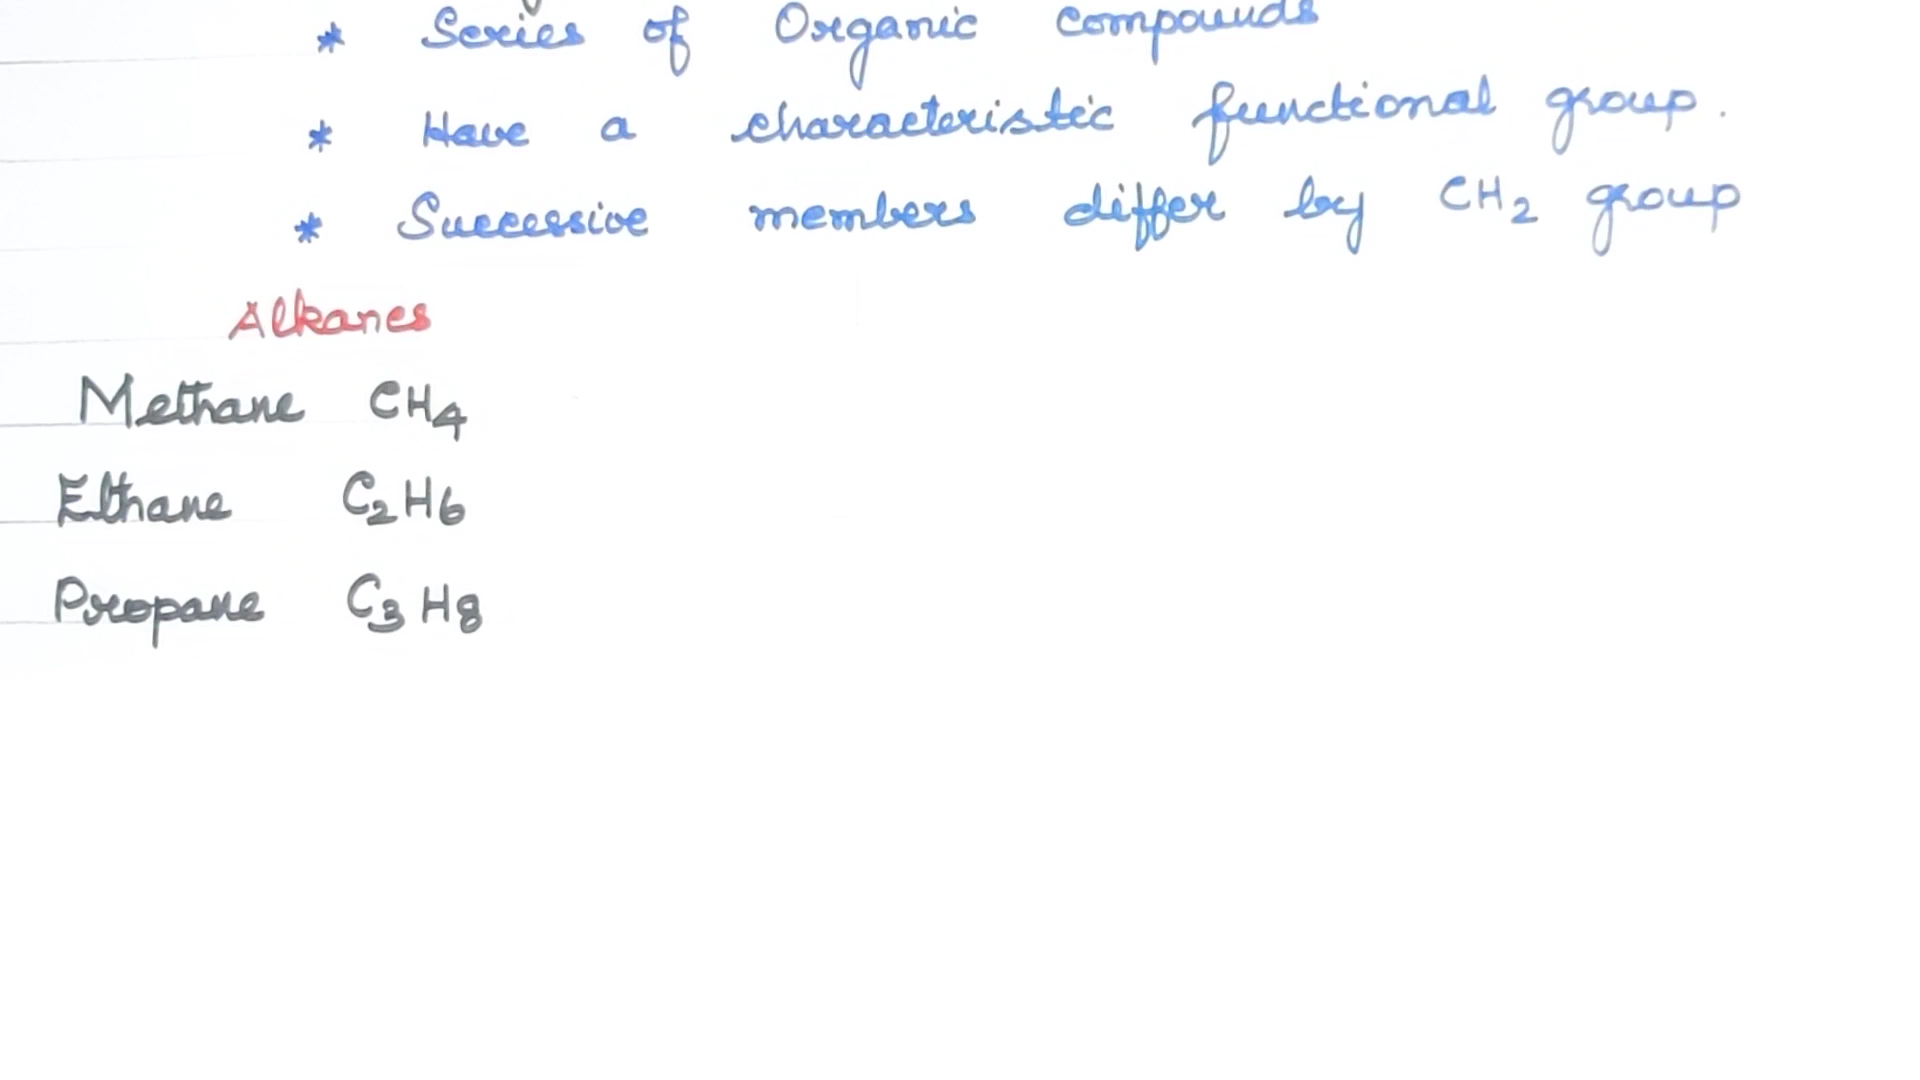 * Series of Organic compounds
* Have a characteristic functional group.
* Successive members differ by CH₂ group
Alkanes
Methane CH₄
Ethane C₂H₆
Propane C₃H₈